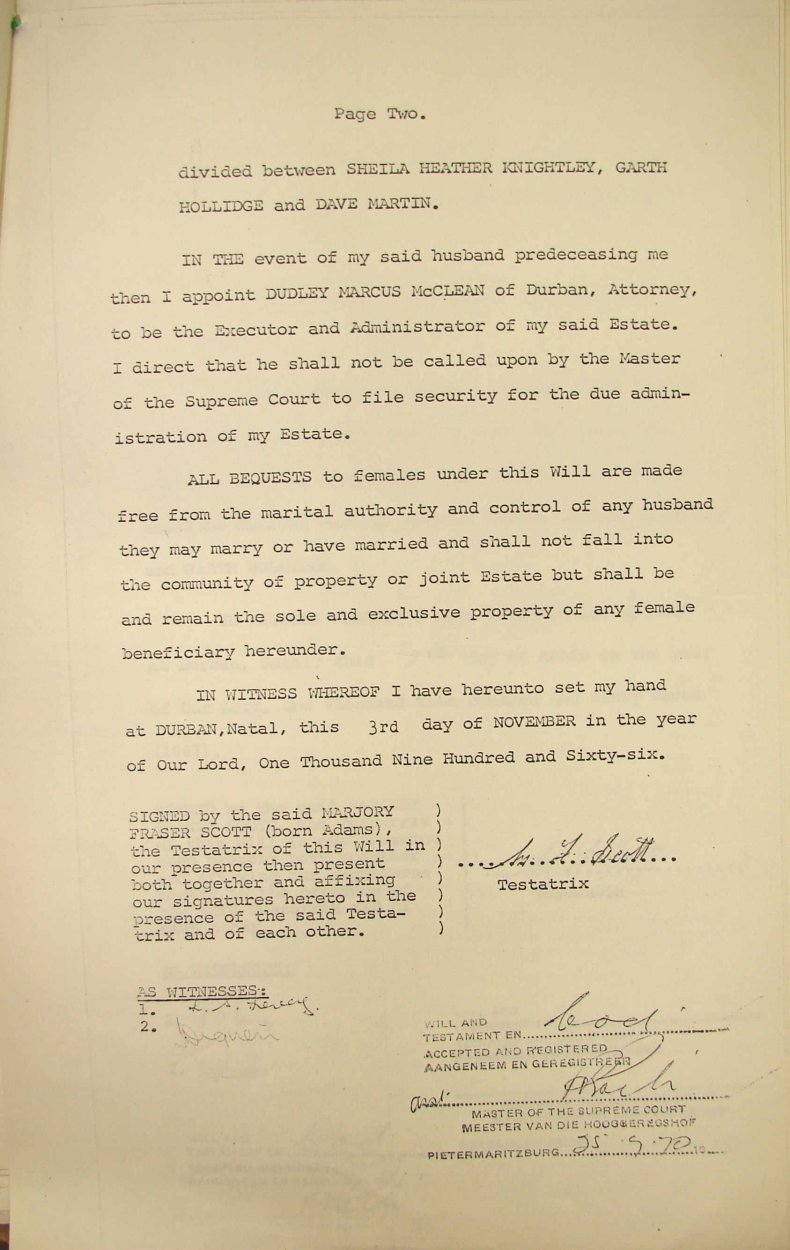 Page Two.
divided between SHEILA HEATHER KNIGHTLEY, GARTH
HOLLIDGE and DAVE MARTIN.
IN THE event of my said husband predeceasing me
then I appoint DUDLEY MARCUS McCLEAN of Durban, Attorney,
to be the Executor and Administrator of my said Estate.
I direct that he shall not be called upon by the Master
of the Supreme Court to file security for the due admin-
istration of my Estate.
ALL BEQUESTS to females under this Will are made
free from the marital authority and control of any husband
they may marry or have married and shall not fall into
the community of property or joint Estate but shall be
and remain the sole and exclusive property of any female
beneficiary hereunder.
IN WITNESS WHEREOF I have hereunto set my hand
at DURBAN,Natal, this 3rd day of NOVEMBER in the year
of Our Lord, One Thousand Nine Hundred and Sixty-six.
SIGNED by the said MARJORY )
FRASER SCOTT (born Adams), )
the Testatrix of this Will in )
our presence then present )
both together and affixing )
our signatures hereto in the )
presence of the said Testa- )
trix and of each other. )
M. F. Scott
Testatrix
AS WITNESSES:
1.
2.
WILL AND
TESTAMENT EN
ACCEPTED AND REGISTERED
AANGENEEM EN GEREGISTREER
asst.
MASTER OF THE SUPREME COURT
MEESTER VAN DIE HOOGGEREGSHOF
PIETERMARITZBURG